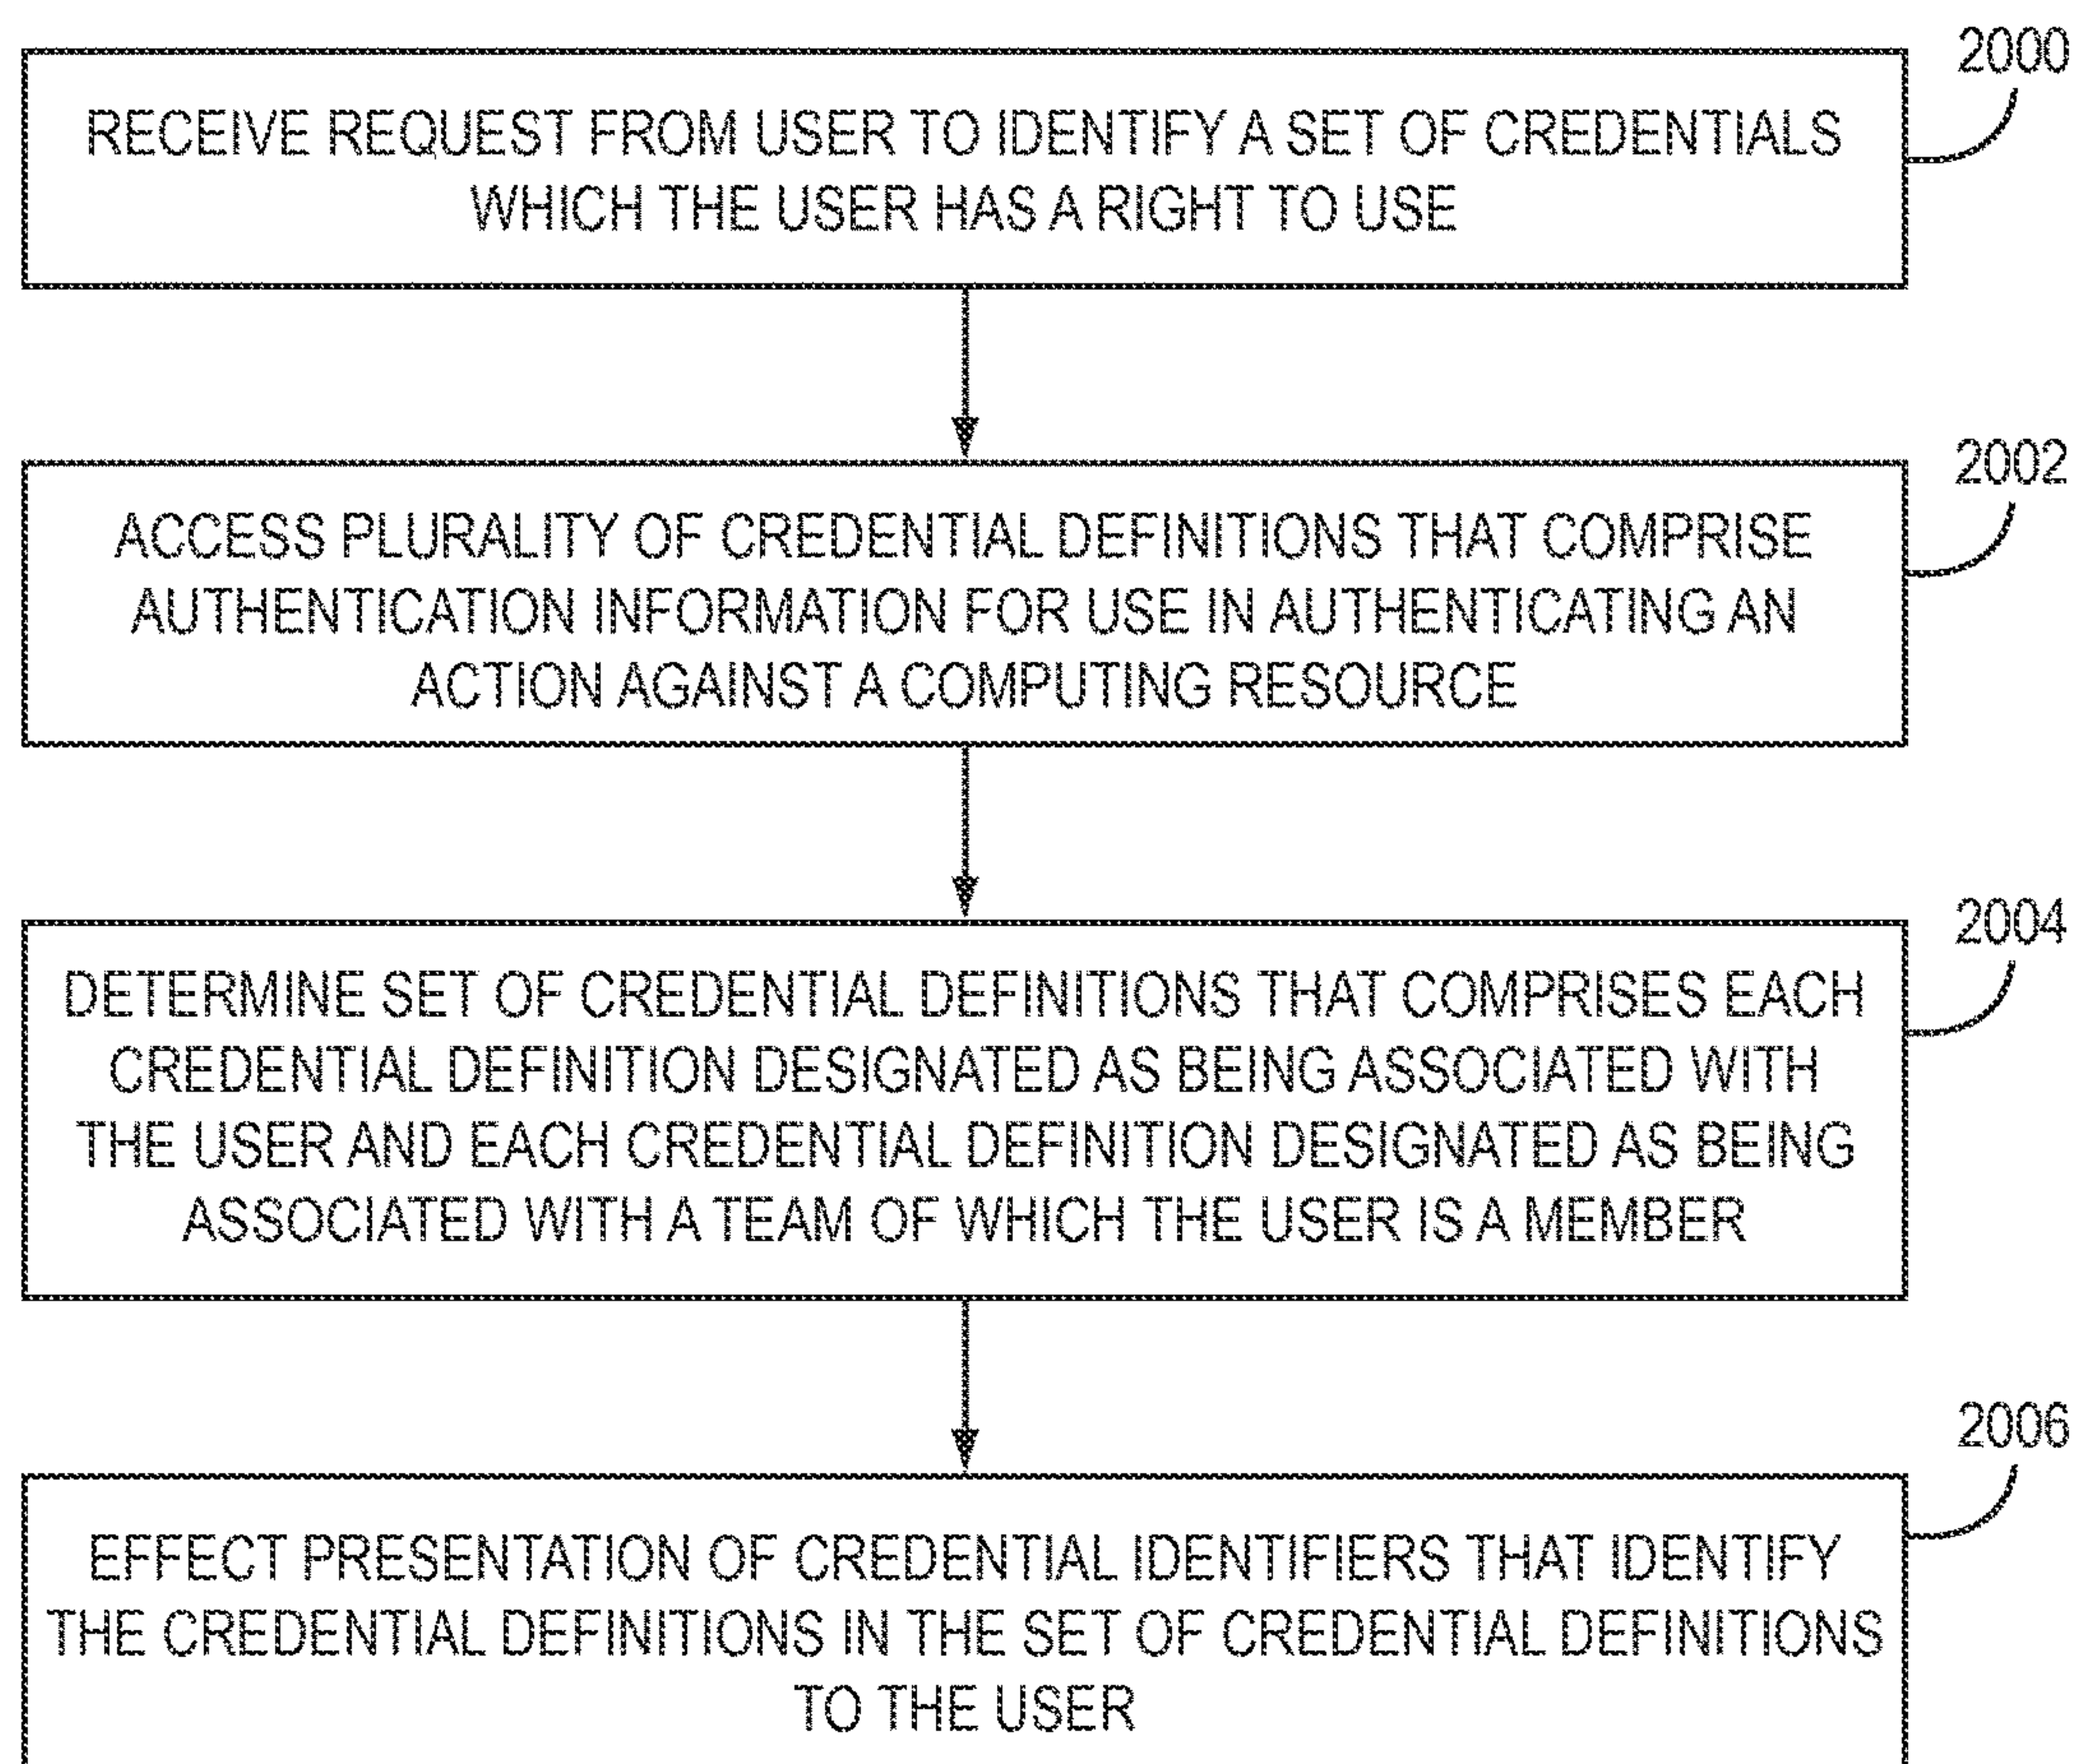 2000
RECEIVE REQUEST FROM USER TO IDENTIFY A SET OF CREDENTIALS
WHICH THE USER HAS A RIGHT TO USE
2002
ACCESS PLURALITY OF CREDENTIAL DEFINITIONS THAT COMPRISE
AUTHENTICATION INFORMATION FOR USE IN AUTHENTICATING AN
ACTION AGAINST A COMPUTING RESOURCE
2004
DETERMINE SET OF CREDENTIAL DEFINITIONS THAT COMPRISES EACH
CREDENTIAL DEFINITION DESIGNATED AS BEING ASSOCIATED WITH
THE USER AND EACH CREDENTIAL DEFINITION DESIGNATED AS BEING
ASSOCIATED WITH A TEAM OF WHICH THE USER IS A MEMBER
2006
EFFECT PRESENTATION OF CREDENTIAL IDENTIFIERS THAT IDENTIFY
THE CREDENTIAL DEFINITIONS IN THE SET OF CREDENTIAL DEFINITIONS
TO THE USER